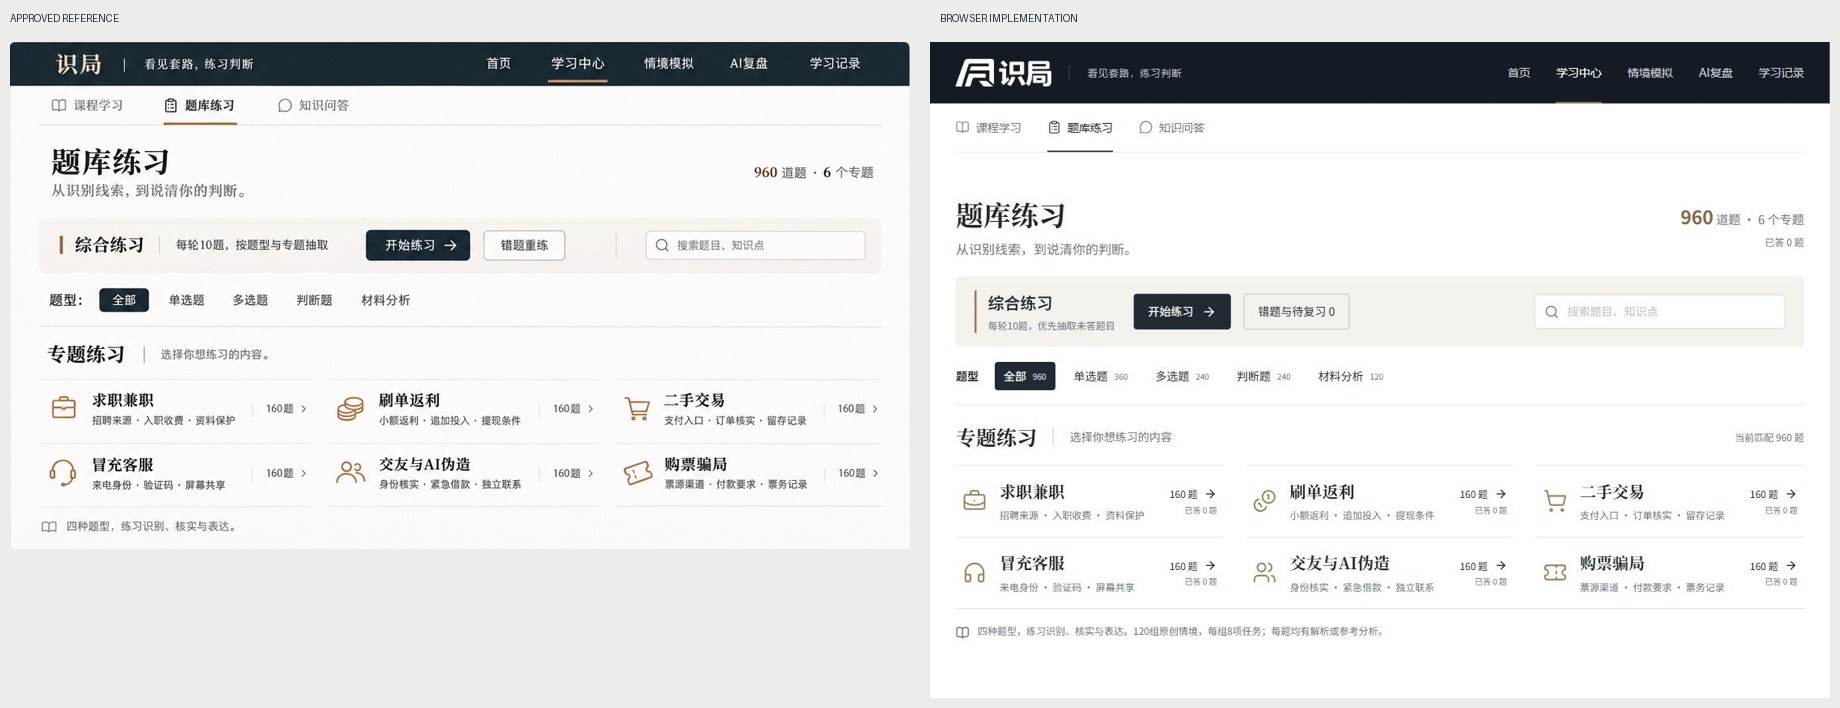 APPROVED REFERENCE
识局 | 看见套路，练习判断 首页 学习中心 情境模拟 AI复盘 学习记录
课程学习 题库练习 知识问答
题库练习
从识别线索，到说清你的判断。
960 道题 · 6 个专题
综合练习 每轮10题，按题型与专题抽取 开始练习 → 错题重练 搜索题目、知识点
题型： 全部 单选题 多选题 判断题 材料分析
专题练习 选择你想练习的内容。
求职兼职 160题 >
招聘来源 · 入职收费 · 资料保护
刷单返利 160题 >
小额返利 · 追加投入 · 提现条件
二手交易 160题 >
支付入口 · 订单核实 · 留存记录
冒充客服 160题 >
来电身份 · 验证码 · 屏幕共享
交友与AI伪造 160题 >
身份核实 · 紧急借款 · 独立联系
购票骗局 160题 >
票源渠道 · 付款要求 · 票务记录
四种题型，练习识别、核实与表达。
BROWSER IMPLEMENTATION
识局 看见套路，练习判断 首页 学习中心 情境模拟 AI复盘 学习记录
课程学习 题库练习 知识问答
题库练习
从识别线索，到说清你的判断。
960 道题 · 6 个专题
已答 0 题
综合练习
每轮10题，优先抽取未答题目
开始练习 → 错题与待复习 0 搜索题目、知识点
题型 全部 960 单选题 360 多选题 240 判断题 240 材料分析 120
专题练习 选择你想练习的内容 当前匹配 960 题
求职兼职 160 题 →
招聘来源 · 入职收费 · 资料保护 已答 0 题
刷单返利 160 题 →
小额返利 · 追加投入 · 提现条件 已答 0 题
二手交易 160 题 →
支付入口 · 订单核实 · 留存记录 已答 0 题
冒充客服 160 题 →
来电身份 · 验证码 · 屏幕共享 已答 0 题
交友与AI伪造 160 题 →
身份核实 · 紧急借款 · 独立联系 已答 0 题
购票骗局 160 题 →
票源渠道 · 付款要求 · 票务记录 已答 0 题
四种题型，练习识别、核实与表达。120组原创情境，每组8项任务；每题均有解析或参考分析。